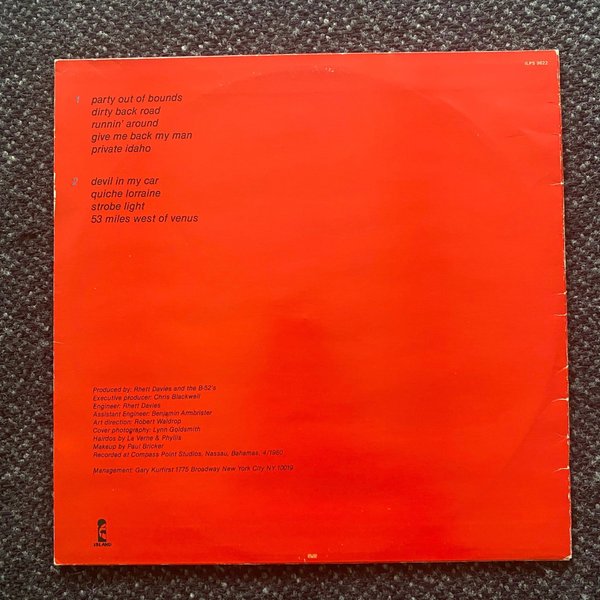 ILPS 9622
1 party out of bounds
dirty back road
runnin' around
give me back my man
private idaho
2 devil in my car
quiche lorraine
strobe light
53 miles west of venus
Produced by: Rhett Davies and the B-52's
Executive producer: Chris Blackwell
Engineer: Rhett Davies
Assistant Engineer: Benjamin Armbrister
Art direction: Robert Waldrop
Cover photography: Lynn Goldsmith
Hairdos by La Verne & Phyllis
Makeup by Paul Bricker
Recorded at Compass Point Studios, Nassau, Bahamas, 4/1980
Management: Gary Kurfirst 1775 Broadway New York City NY 10019
ISLAND